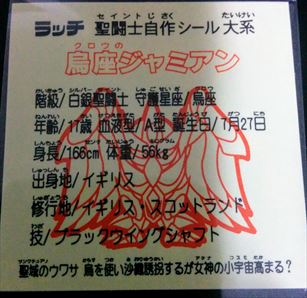 ラッチ 聖闘士自作シール 大系
烏座ジャミアン
階級/白銀聖闘士 守護星座/烏座
年齢/17歳 血液型/A型 誕生日/7月27日
身長/166cm 体重/56kg
出身地/イギリス
修行地/イギリス・スコットランド
技/ブラックウイングシャフト
聖域のウワサ 烏を使い沙織誘拐するが女神の小宇宙高まる?